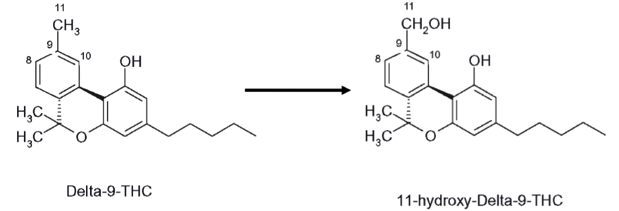 11
CH₃
9
8
10
OH
H₃C
H₃C
O
Delta-9-THC
11
CH₂OH
9
8
10
OH
H₃C
H₃C
O
11-hydroxy-Delta-9-THC